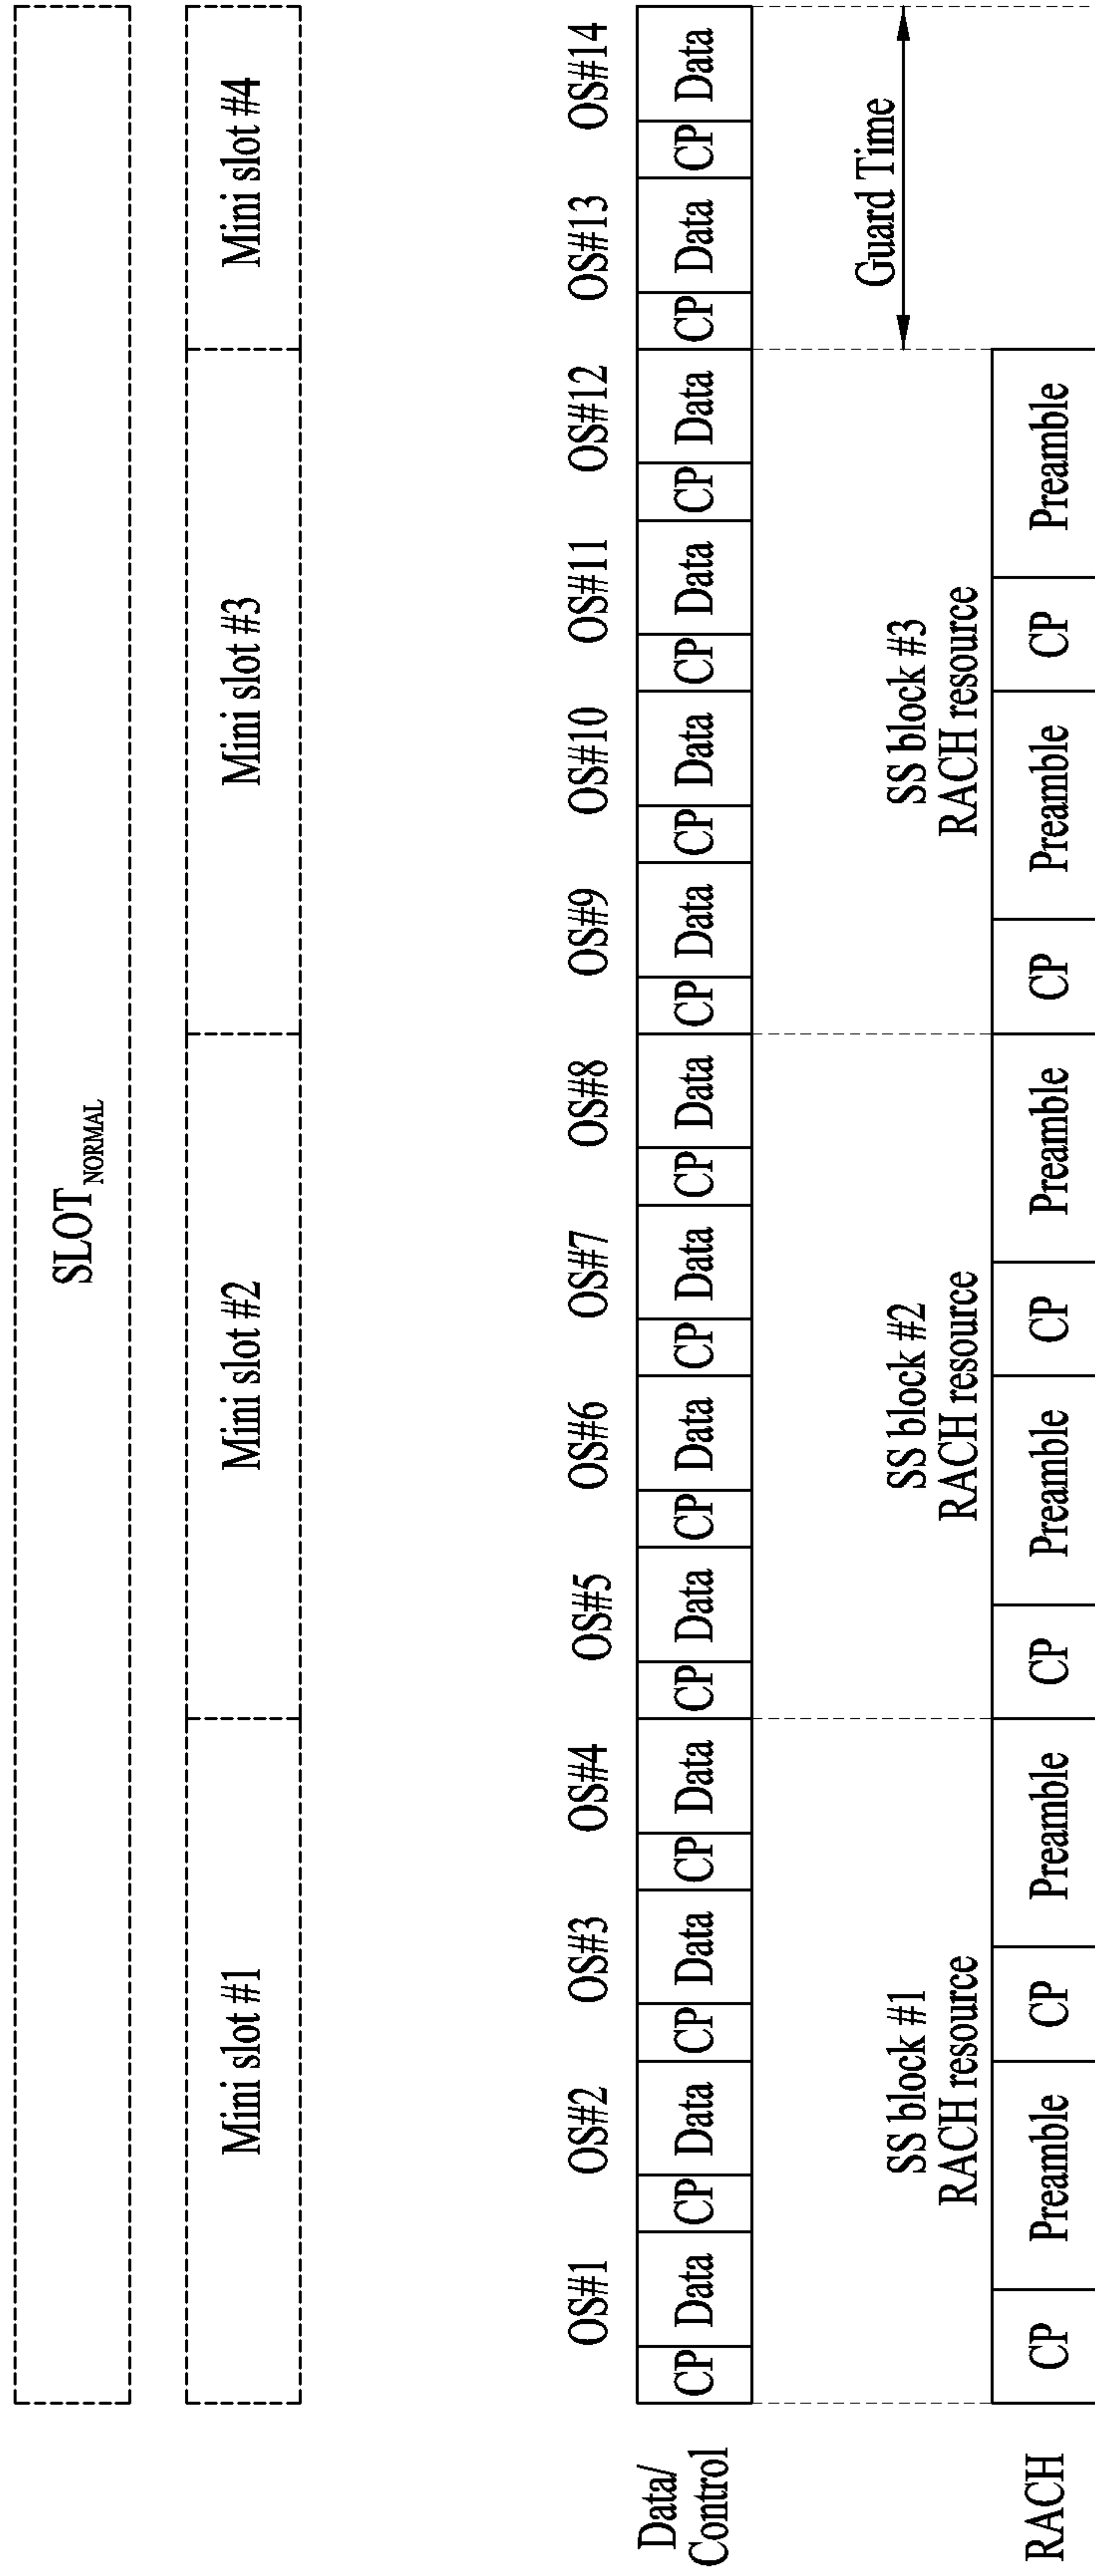 SLOT NORMAL
Mini slot #1 Mini slot #2 Mini slot #3 Mini slot #4
OS#1 OS#2 OS#3 OS#4 OS#5 OS#6 OS#7 OS#8 OS#9 OS#10 OS#11 OS#12 OS#13 OS#14
Data/
Control
CP Data CP Data CP Data CP Data CP Data CP Data CP Data CP Data CP Data CP Data CP Data CP Data CP Data CP Data
SS block #1
RACH resource
SS block #2
RACH resource
SS block #3
RACH resource
Guard Time
RACH
CP Preamble CP Preamble CP Preamble CP Preamble CP Preamble CP Preamble